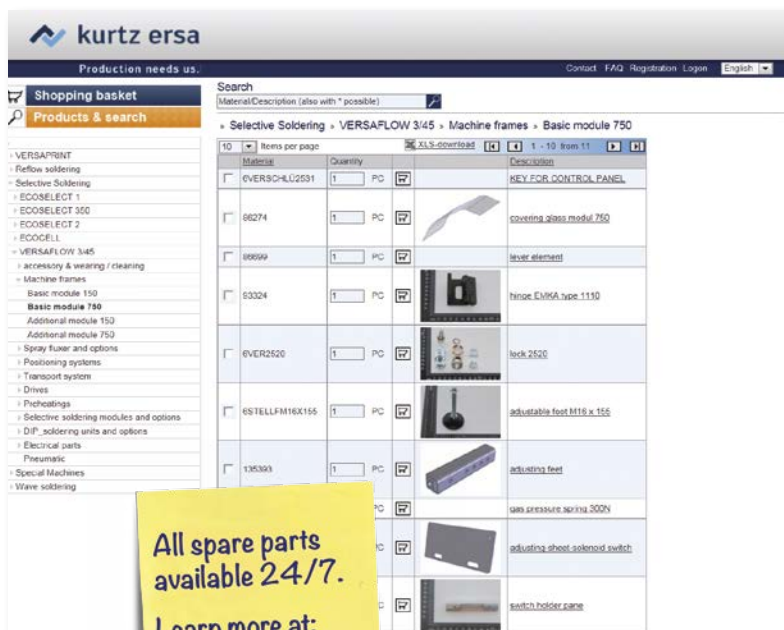 kurtz ersa
Production needs us.
Contact FAQ Registration Logon English
Shopping basket
Products & search
Search
Material/Description (also with * possible)
» Selective Soldering » VERSAFLOW 3/45 » Machine frames » Basic module 750
10 Items per page XLS-download 1 - 10 from 11
Material Quantity Description
VERSAPRINT
Reflow soldering
Selective Soldering
ECOSELECT 1
ECOSELECT 350
ECOSELECT 2
ECOCELL
VERSAFLOW 3/45
accessory & wearing / cleaning
Machine frames
Basic module 150
Basic module 750
Additional module 150
Additional module 750
Spray fluxer and options
Positioning systems
Transport system
Drives
Preheatings
Selective soldering modules and options
DIP_soldering units and options
Electrical parts
Pneumatic
Special Machines
Wave soldering
6VERSCHLÜ2531 1 PC KEY FOR CONTROL PANEL
96274 1 PC covering glass modul 750
86699 1 PC lever element
93324 1 PC hinge EMKA type 1110
6VER2520 1 PC lock 2520
6STELLFM16X155 1 PC adjustable foot M16 x 155
135393 1 PC adjusting feet
PC gas pressure spring 300N
adjusting sheet solenoid switch
switch holder pane
All spare parts
available 24/7.
Learn more at: